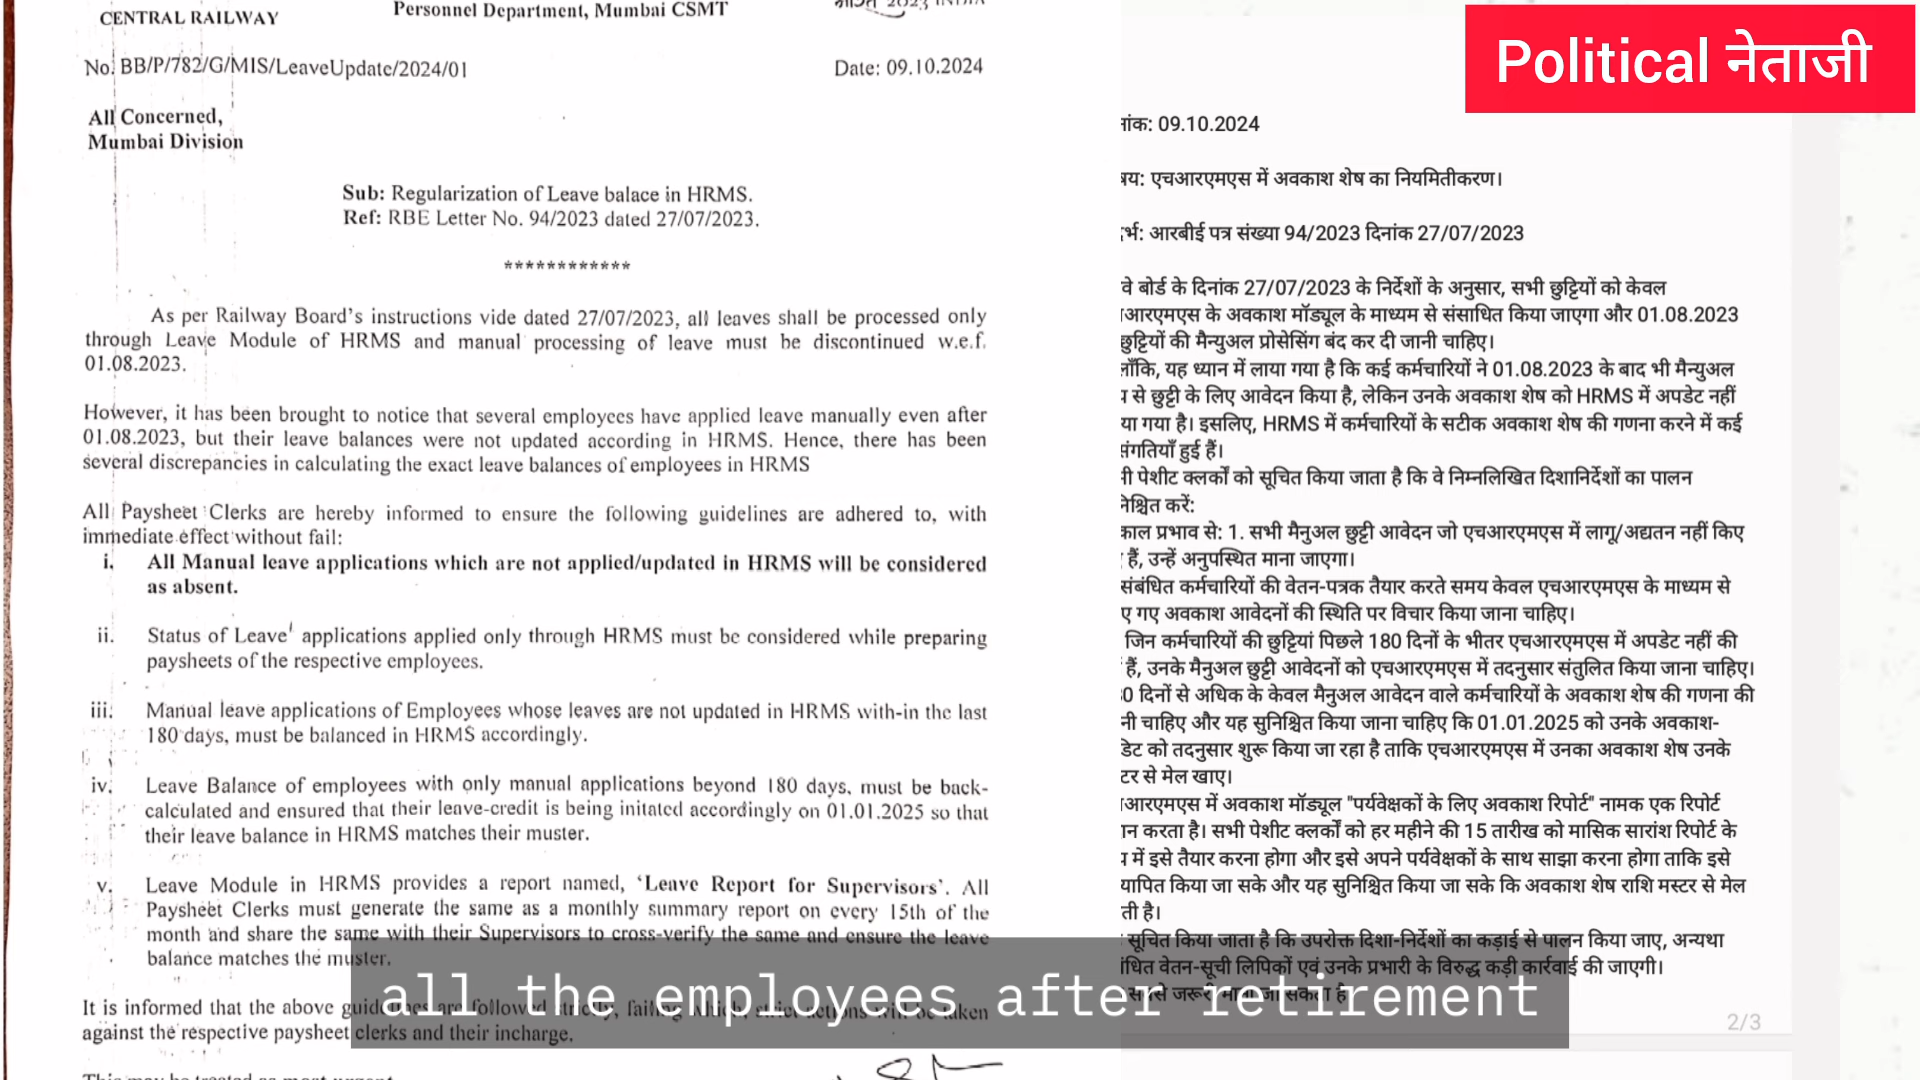 CENTRAL RAILWAY
Personnel Department, Mumbai CSMT
No. BB/P/782/G/MIS/LeaveUpdate/2024/01
Date: 09.10.2024
All Concerned,
Mumbai Division
Sub: Regularization of Leave balace in HRMS.
Ref: RBE Letter No. 94/2023 dated 27/07/2023.
************
As per Railway Board's instructions vide dated 27/07/2023, all leaves shall be processed only
through Leave Module of HRMS and manual processing of leave must be discontinued w.e.f.
01.08.2023.
However, it has been brought to notice that several employees have applied leave manually even after
01.08.2023, but their leave balances were not updated according in HRMS. Hence, there has been
several discrepancies in calculating the exact leave balances of employees in HRMS
All Paysheet Clerks are hereby informed to ensure the following guidelines are adhered to, with
immediate effect without fail:
i. All Manual leave applications which are not applied/updated in HRMS will be considered
as absent.
ii. Status of Leave applications applied only through HRMS must be considered while preparing
paysheets of the respective employees.
iii. Manual leave applications of Employees whose leaves are not updated in HRMS with-in the last
180 days, must be balanced in HRMS accordingly.
iv. Leave Balance of employees with only manual applications beyond 180 days, must be back-
calculated and ensured that their leave-credit is being initated accordingly on 01.01.2025 so that
their leave balance in HRMS matches their muster.
v. Leave Module in HRMS provides a report named, 'Leave Report for Supervisors'. All
Paysheet Clerks must generate the same as a monthly summary report on every 15th of the
month and share the same with their Supervisors to cross-verify the same and ensure the leave
balance matches the muster.
It is informed that the above guidelines are followed strictly, failing which, strict actions will be taken
against the respective paysheet clerks and their incharge.
Political नेताजी
नांक: 09.10.2024
षय: एचआरएमएस में अवकाश शेष का नियमितीकरण।
र्भ: आरबीई पत्र संख्या 94/2023 दिनांक 27/07/2023
वे बोर्ड के दिनांक 27/07/2023 के निर्देशों के अनुसार, सभी छुट्टियों को केवल
आरएमएस के अवकाश मॉड्यूल के माध्यम से संसाधित किया जाएगा और 01.08.2023
छुट्टियों की मैन्युअल प्रोसेसिंग बंद कर दी जानी चाहिए।
लाँकि, यह ध्यान में लाया गया है कि कई कर्मचारियों ने 01.08.2023 के बाद भी मैन्युअल
प से छुट्टी के लिए आवेदन किया है, लेकिन उनके अवकाश शेष को HRMS में अपडेट नहीं
या गया है। इसलिए, HRMS में कर्मचारियों के सटीक अवकाश शेष की गणना करने में कई
संगतियाँ हुई हैं।
भी पेशीट क्लर्कों को सूचित किया जाता है कि वे निम्नलिखित दिशानिर्देशों का पालन
निश्चित करें:
काल प्रभाव से: 1. सभी मैनुअल छुट्टी आवेदन जो एचआरएमएस में लागू/अद्यतन नहीं किए
हैं, उन्हें अनुपस्थित माना जाएगा।
संबंधित कर्मचारियों की वेतन-पत्रक तैयार करते समय केवल एचआरएमएस के माध्यम से
ए गए अवकाश आवेदनों की स्थिति पर विचार किया जाना चाहिए।
जिन कर्मचारियों की छुट्टियां पिछले 180 दिनों के भीतर एचआरएमएस में अपडेट नहीं की
हैं, उनके मैनुअल छुट्टी आवेदनों को एचआरएमएस में तदनुसार संतुलित किया जाना चाहिए।
0 दिनों से अधिक के केवल मैनुअल आवेदन वाले कर्मचारियों के अवकाश शेष की गणना की
नी चाहिए और यह सुनिश्चित किया जाना चाहिए कि 01.01.2025 को उनके अवकाश-
डिट को तदनुसार शुरू किया जा रहा है ताकि एचआरएमएस में उनका अवकाश शेष उनके
टर से मेल खाए।
आरएमएस में अवकाश मॉड्यूल "पर्यवेक्षकों के लिए अवकाश रिपोर्ट" नामक एक रिपोर्ट
ान करता है। सभी पेशीट क्लर्कों को हर महीने की 15 तारीख को मासिक सारांश रिपोर्ट के
प में इसे तैयार करना होगा और इसे अपने पर्यवेक्षकों के साथ साझा करना होगा ताकि इसे
यापित किया जा सके और यह सुनिश्चित किया जा सके कि अवकाश शेष राशि मस्टर से मेल
ती है।
सूचित किया जाता है कि उपरोक्त दिशा-निर्देशों का कड़ाई से पालन किया जाए, अन्यथा
ंधित वेतन-सूची लिपिकों एवं उनके प्रभारी के विरुद्ध कड़ी कार्रवाई की जाएगी।
सबसे जरूरी माना जा सकता है
2/3
all the employees after retirement